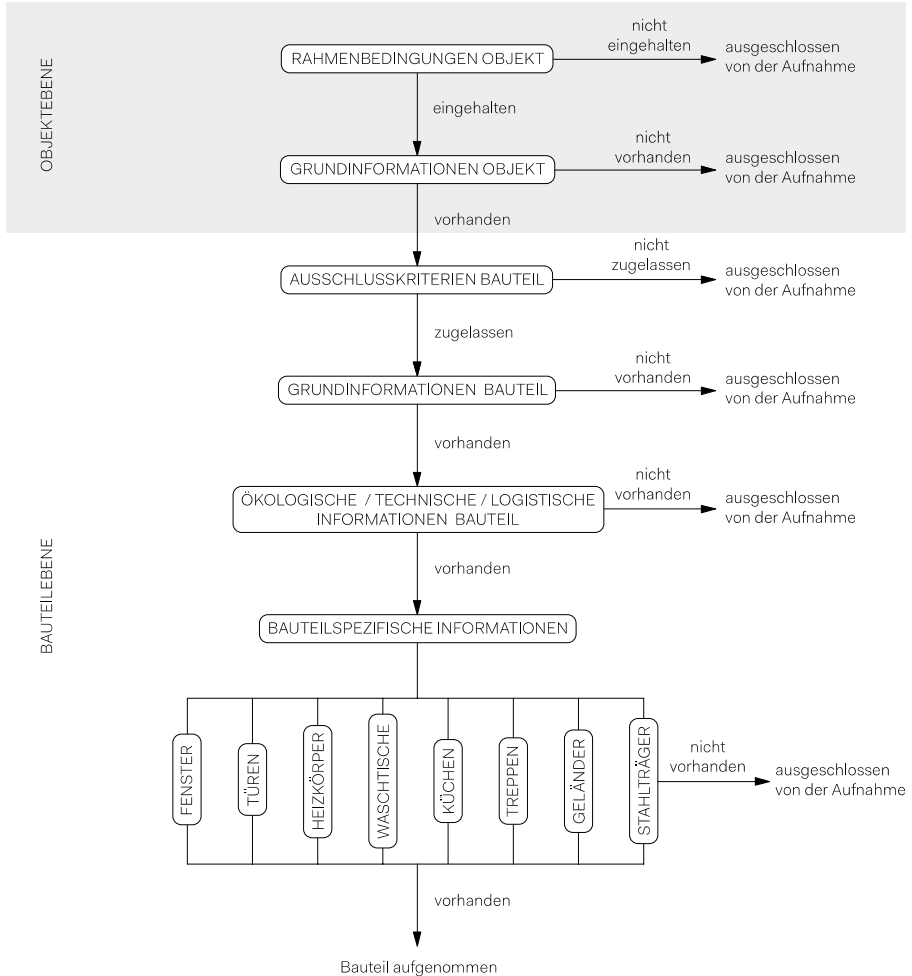 OBJEKTEBENE
RAHMENBEDINGUNGEN OBJEKT
nicht
eingehalten
ausgeschlossen
von der Aufnahme
eingehalten
GRUNDINFORMATIONEN OBJEKT
nicht
vorhanden
ausgeschlossen
von der Aufnahme
vorhanden
BAUTEILEBENE
AUSSCHLUSSKRITERIEN BAUTEIL
nicht
zugelassen
ausgeschlossen
von der Aufnahme
zugelassen
GRUNDINFORMATIONEN BAUTEIL
nicht
vorhanden
ausgeschlossen
von der Aufnahme
vorhanden
ÖKOLOGISCHE / TECHNISCHE / LOGISTISCHE
INFORMATIONEN BAUTEIL
nicht
vorhanden
ausgeschlossen
von der Aufnahme
vorhanden
BAUTEILSPEZIFISCHE INFORMATIONEN
FENSTER
TÜREN
HEIZKÖRPER
WASCHTISCHE
KÜCHEN
TREPPEN
GELÄNDER
STAHLTRÄGER
nicht
vorhanden
ausgeschlossen
von der Aufnahme
vorhanden
Bauteil aufgenommen